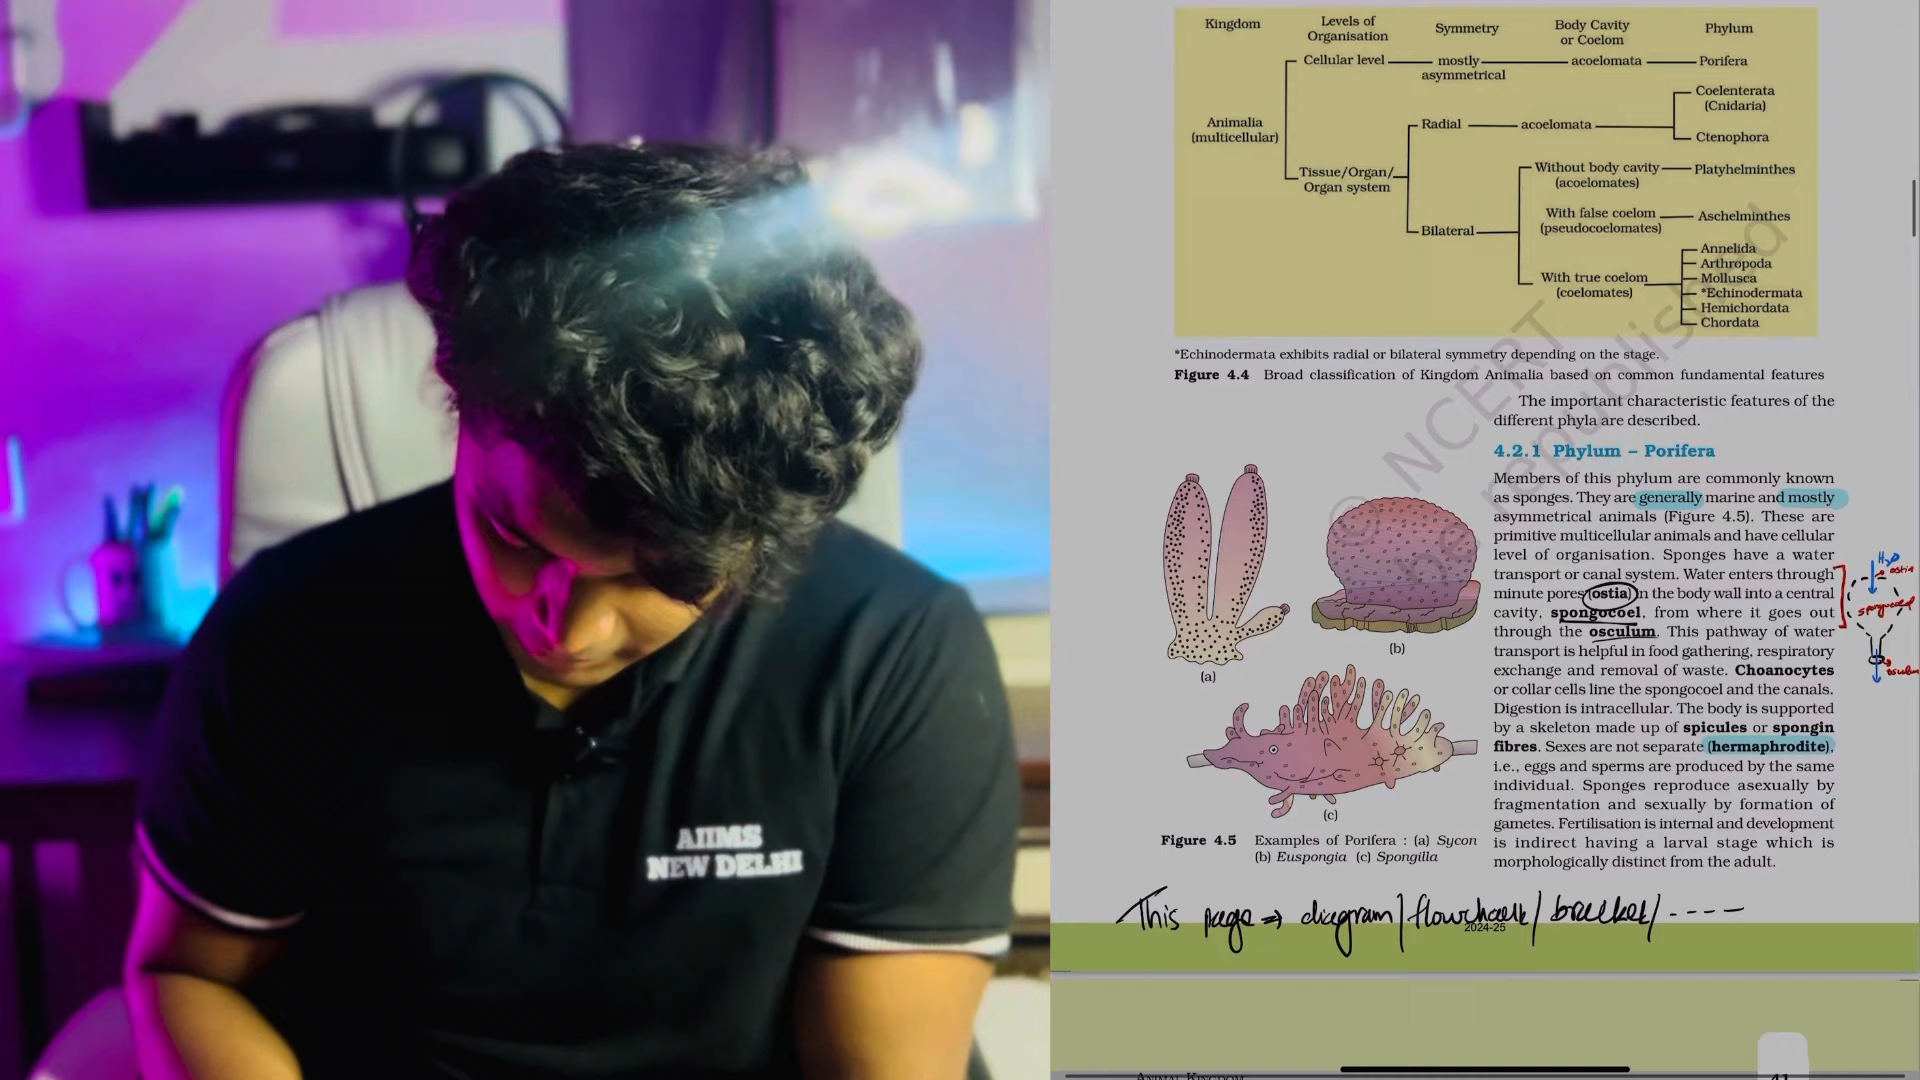 AIIMS
NEW DELHI
Kingdom
Levels of
Organisation
Symmetry
Body Cavity
or Coelom
Phylum
Cellular level
mostly
asymmetrical
acoelomata
Porifera
Animalia
(multicellular)
Tissue/Organ/
Organ system
Radial
acoelomata
Coelenterata
(Cnidaria)
Ctenophora
Bilateral
Without body cavity
(acoelomates)
Platyhelminthes
With false coelom
(pseudocoelomates)
Aschelminthes
With true coelom
(coelomates)
Annelida
Arthropoda
Mollusca
*Echinodermata
Hemichordata
Chordata
*Echinodermata exhibits radial or bilateral symmetry depending on the stage.
Figure 4.4 Broad classification of Kingdom Animalia based on common fundamental features
© NCERT
be republished
The important characteristic features of the
different phyla are described.
4.2.1 Phylum – Porifera
Members of this phylum are commonly known
as sponges. They are generally marine and mostly
asymmetrical animals (Figure 4.5). These are
primitive multicellular animals and have cellular
level of organisation. Sponges have a water
transport or canal system. Water enters through
minute pores (ostia) in the body wall into a central
cavity, spongocoel, from where it goes out
through the osculum. This pathway of water
transport is helpful in food gathering, respiratory
exchange and removal of waste. Choanocytes
or collar cells line the spongocoel and the canals.
Digestion is intracellular. The body is supported
by a skeleton made up of spicules or spongin
fibres. Sexes are not separate (hermaphrodite),
i.e., eggs and sperms are produced by the same
individual. Sponges reproduce asexually by
fragmentation and sexually by formation of
gametes. Fertilisation is internal and development
is indirect having a larval stage which is
morphologically distinct from the adult.
H₂O
ostia
spongocoel
osculum
(a)
(b)
(c)
Figure 4.5 Examples of Porifera : (a) Sycon
(b) Euspongia (c) Spongilla
This page ⇒ diagram/flowchart/bracket/----
2024-25
ANIMAL KINGDOM
41